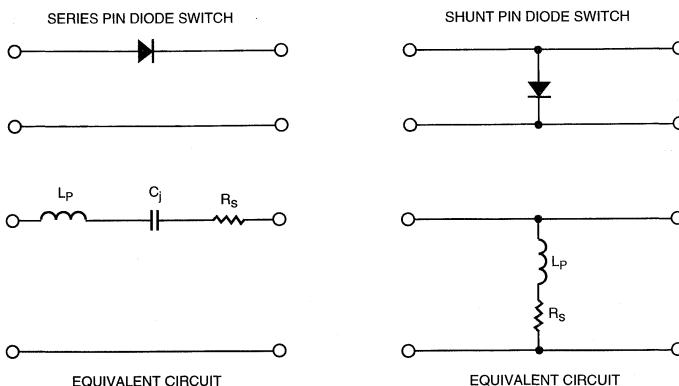 SERIES PIN DIODE SWITCH
SHUNT PIN DIODE SWITCH
LP
Cj
RS
LP
RS
EQUIVALENT CIRCUIT
EQUIVALENT CIRCUIT